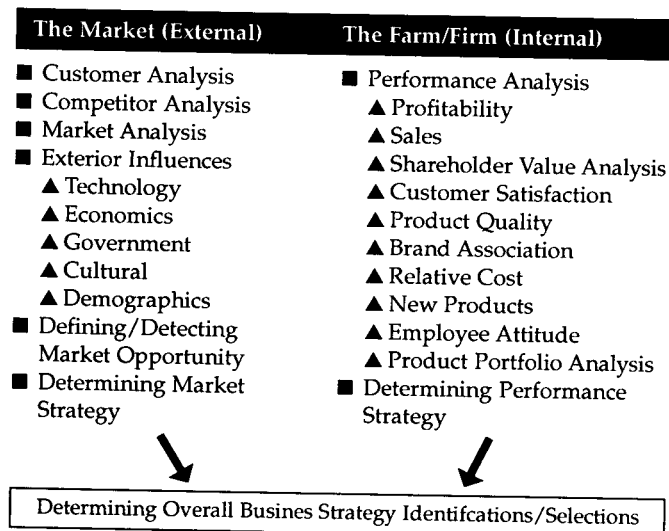 The Market (External)
■ Customer Analysis
■ Competitor Analysis
■ Market Analysis
■ Exterior Influences
▲ Technology
▲ Economics
▲ Government
▲ Cultural
▲ Demographics
■ Defining/Detecting
Market Opportunity
■ Determining Market
Strategy
The Farm/Firm (Internal)
■ Performance Analysis
▲ Profitability
▲ Sales
▲ Shareholder Value Analysis
▲ Customer Satisfaction
▲ Product Quality
▲ Brand Association
▲ Relative Cost
▲ New Products
▲ Employee Attitude
▲ Product Portfolio Analysis
■ Determining Performance
Strategy
Determining Overall Busines Strategy Identifcations/Selections